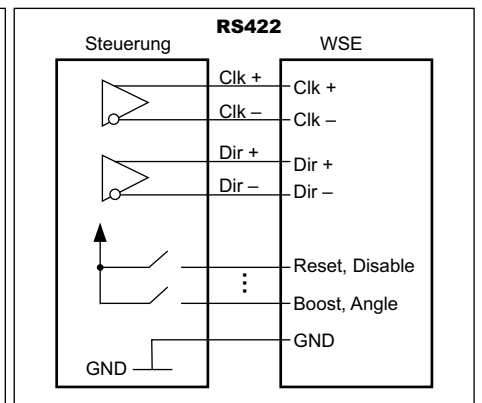 RS422
Steuerung WSE
Clk + Clk +
Clk – Clk –
Dir + Dir +
Dir – Dir –
Reset, Disable
Boost, Angle
GND
GND